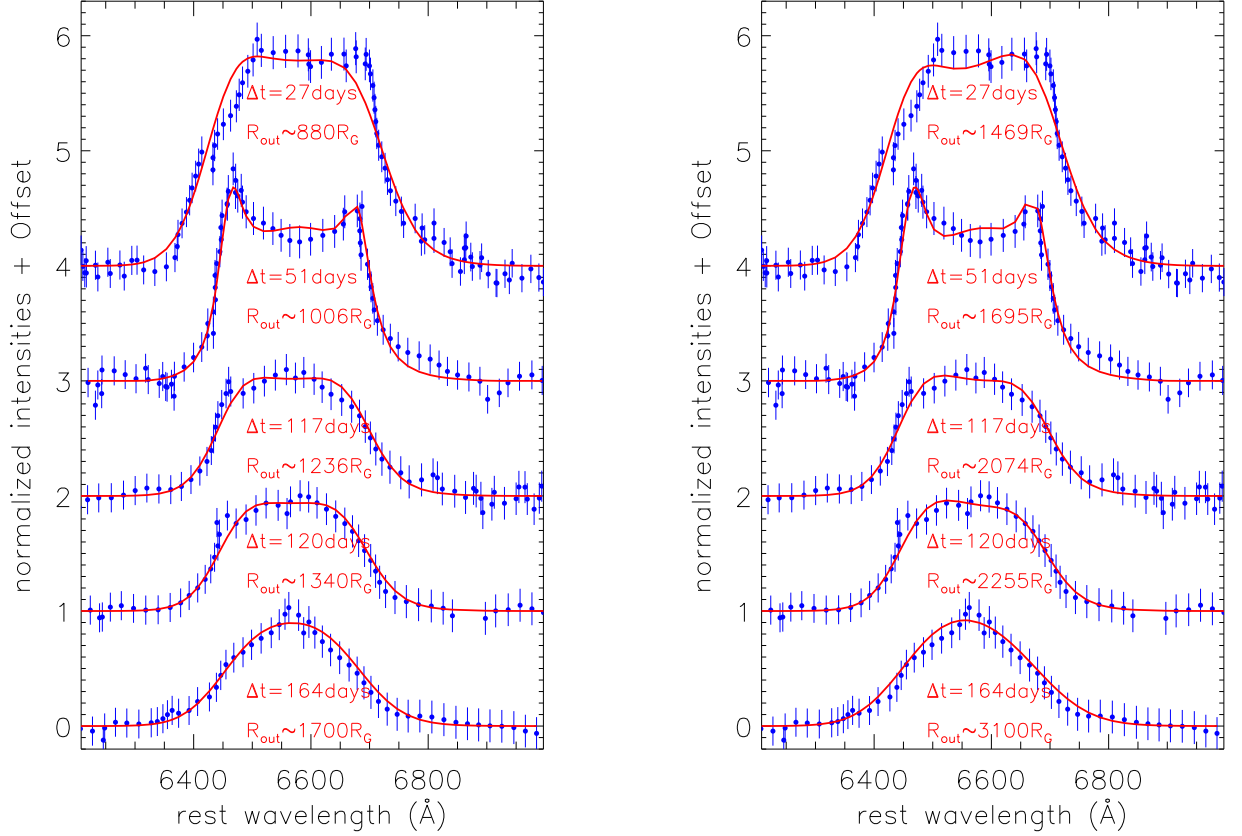 6
5
4
3
2
1
0
normalized intensities + Offset
Δt=27days
R_out~880R_G
Δt=51days
R_out~1006R_G
Δt=117days
R_out~1236R_G
Δt=120days
R_out~1340R_G
Δt=164days
R_out~1700R_G
6400 6600 6800
rest wavelength (Å)
6
5
4
3
2
1
0
normalized intensities + Offset
Δt=27days
R_out~1469R_G
Δt=51days
R_out~1695R_G
Δt=117days
R_out~2074R_G
Δt=120days
R_out~2255R_G
Δt=164days
R_out~3100R_G
6400 6600 6800
rest wavelength (Å)